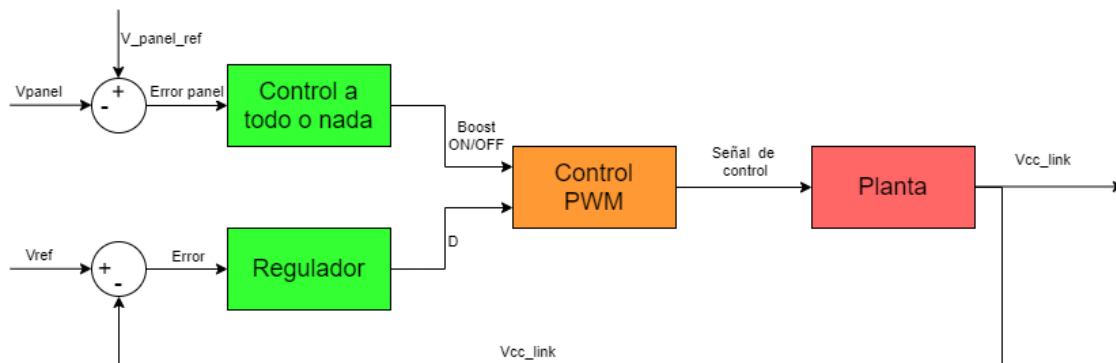 V_panel_ref
Vpanel
+
-
Error panel
Control a
todo o nada
Boost
ON/OFF
Control
PWM
Señal de
control
Planta
Vcc_link
Vref
+
-
Error
Regulador
D
Vcc_link